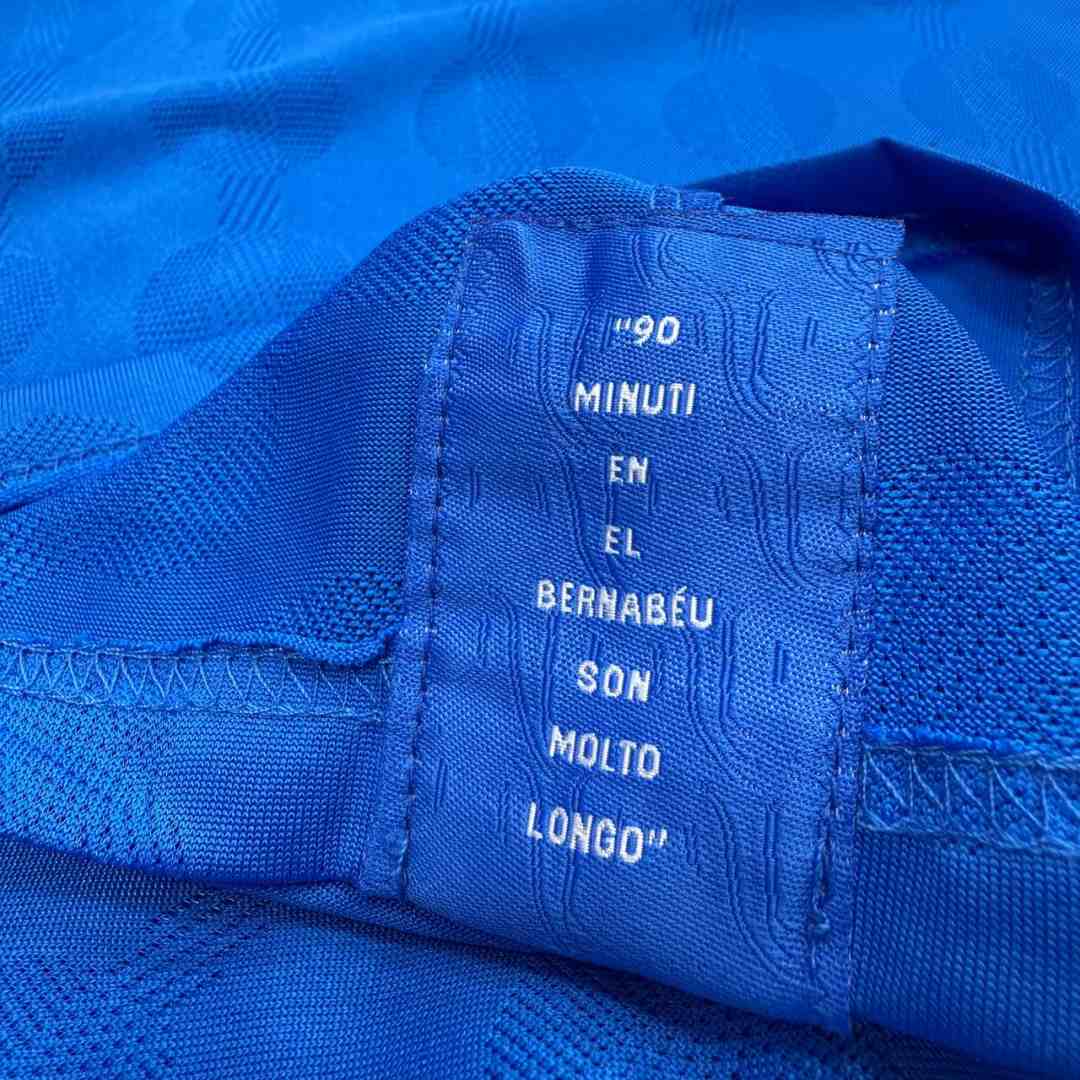 "90
MINUTI
EN
EL
BERNABÉU
SON
MOLTO
LONGO"